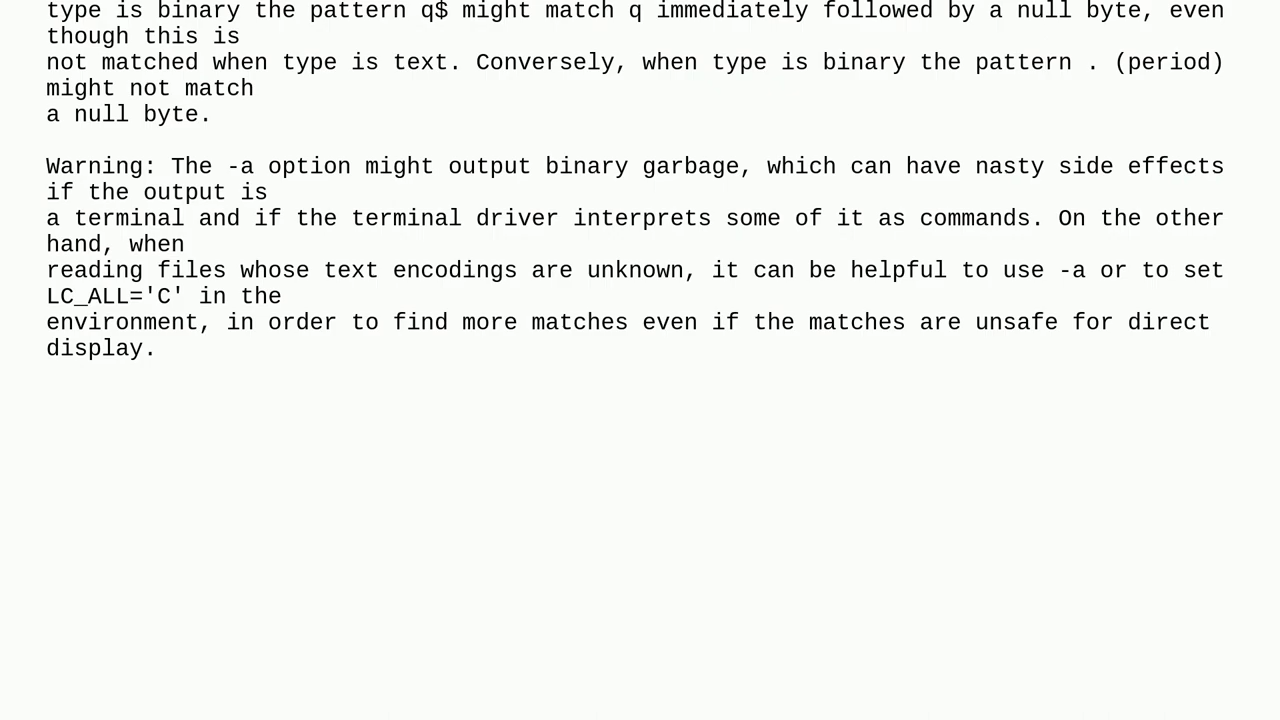 type is binary the pattern q$ might match q immediately followed by a null byte, even
though this is
not matched when type is text. Conversely, when type is binary the pattern . (period)
might not match
a null byte.

Warning: The -a option might output binary garbage, which can have nasty side effects
if the output is
a terminal and if the terminal driver interprets some of it as commands. On the other
hand, when
reading files whose text encodings are unknown, it can be helpful to use -a or to set
LC_ALL='C' in the
environment, in order to find more matches even if the matches are unsafe for direct
display.